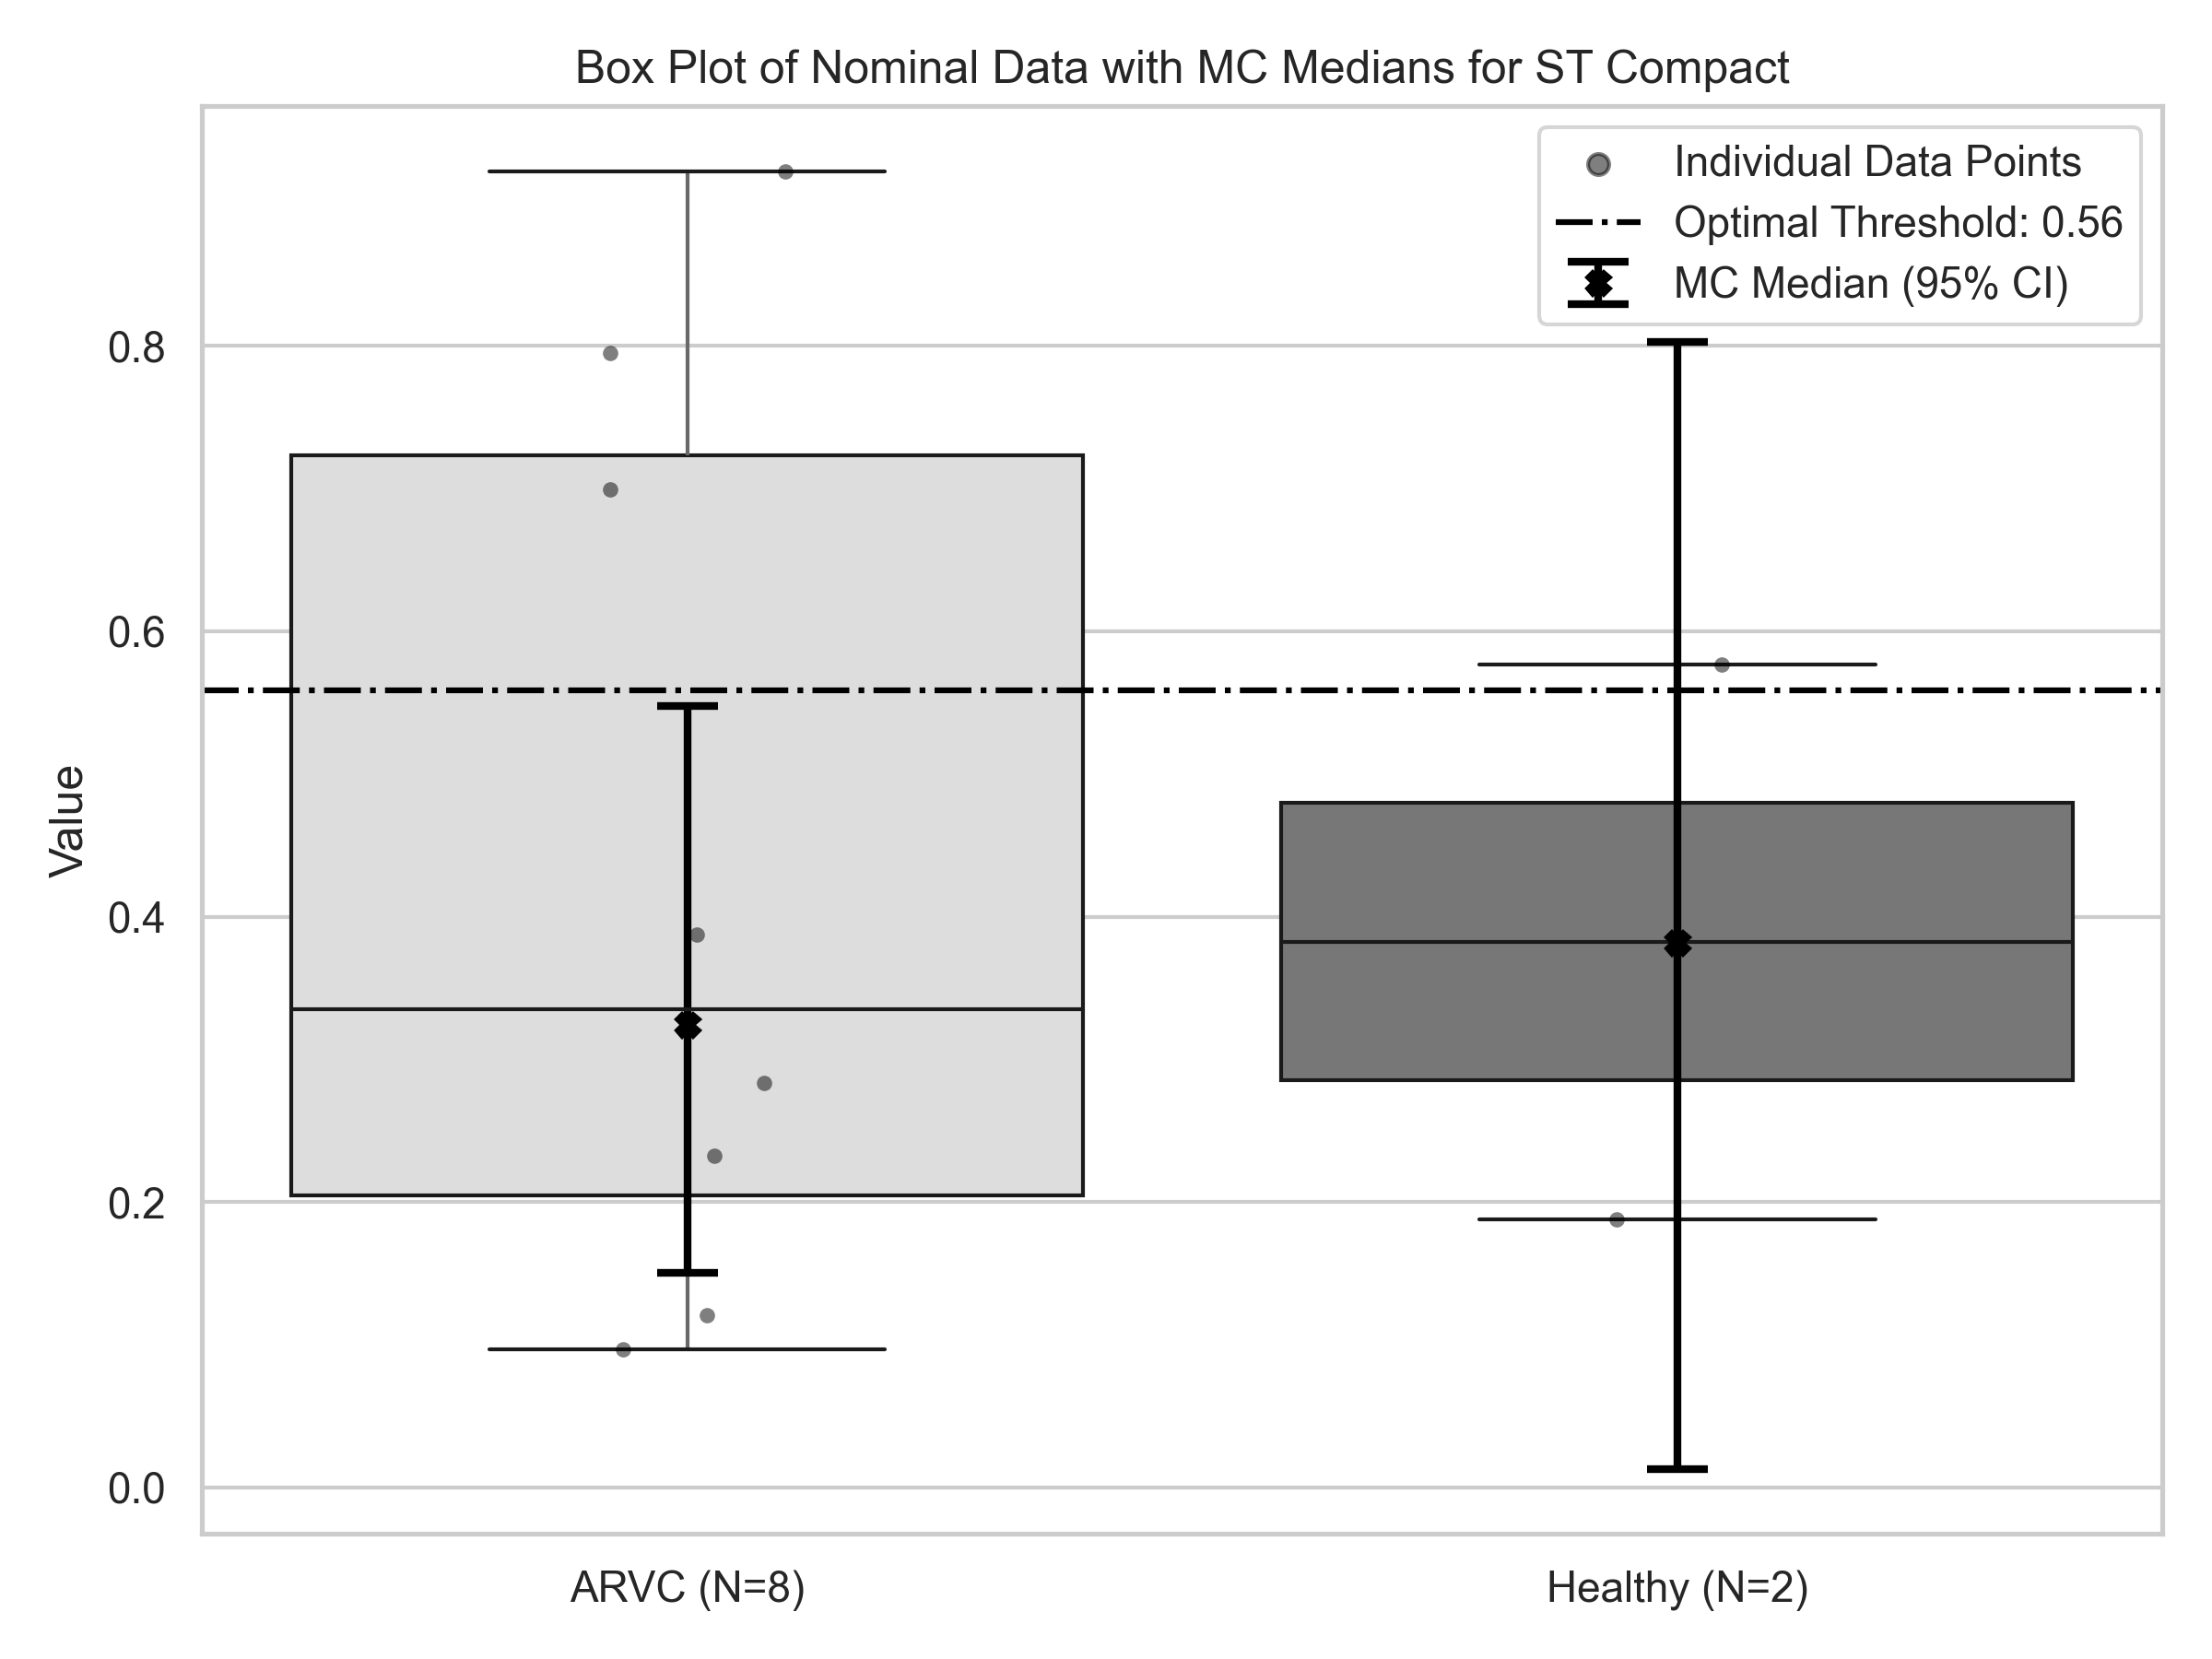 Box Plot of Nominal Data with MC Medians for ST Compact
Individual Data Points
Optimal Threshold: 0.56
MC Median (95% CI)
Value
0.8
0.6
0.4
0.2
0.0
ARVC (N=8)
Healthy (N=2)